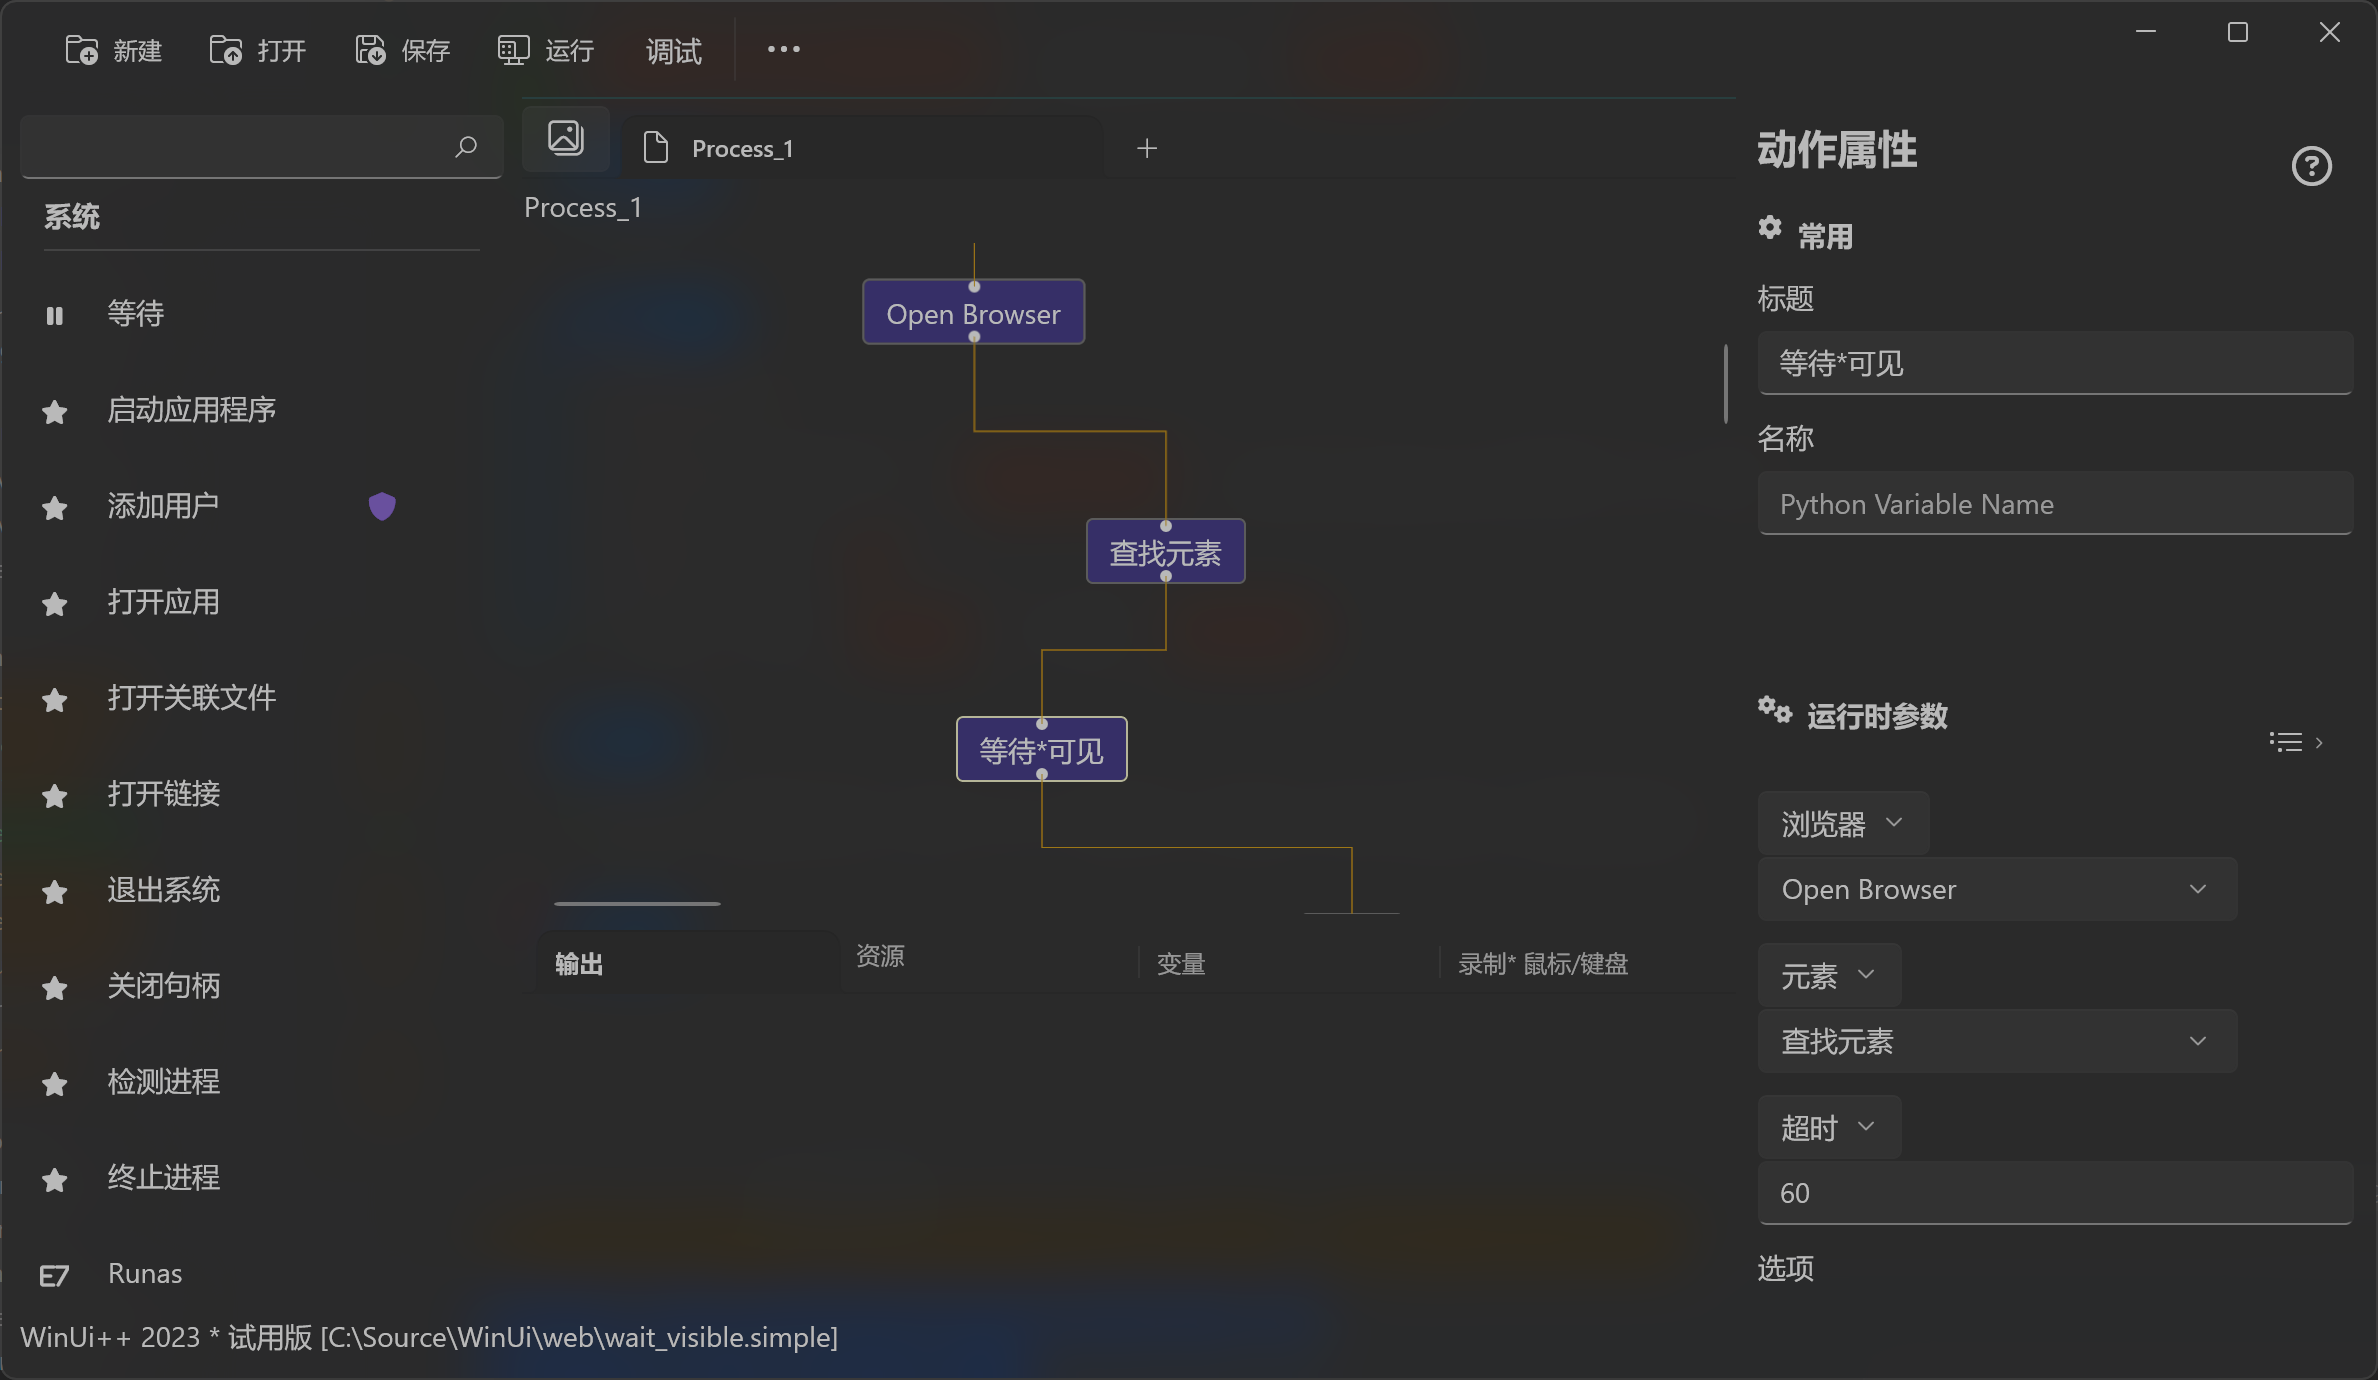 新建
打开
保存
运行
调试
系统
等待
启动应用程序
添加用户
打开应用
打开关联文件
打开链接
退出系统
关闭句柄
检测进程
终止进程
Runas
Process_1
Process_1
Open Browser
查找元素
等待*可见
输出
资源
变量
录制* 鼠标/键盘
动作属性
常用
标题
等待*可见
名称
Python Variable Name
运行时参数
浏览器
Open Browser
元素
查找元素
超时
60
选项
WinUi++ 2023 * 试用版 [C:\Source\WinUi\web\wait_visible.simple]